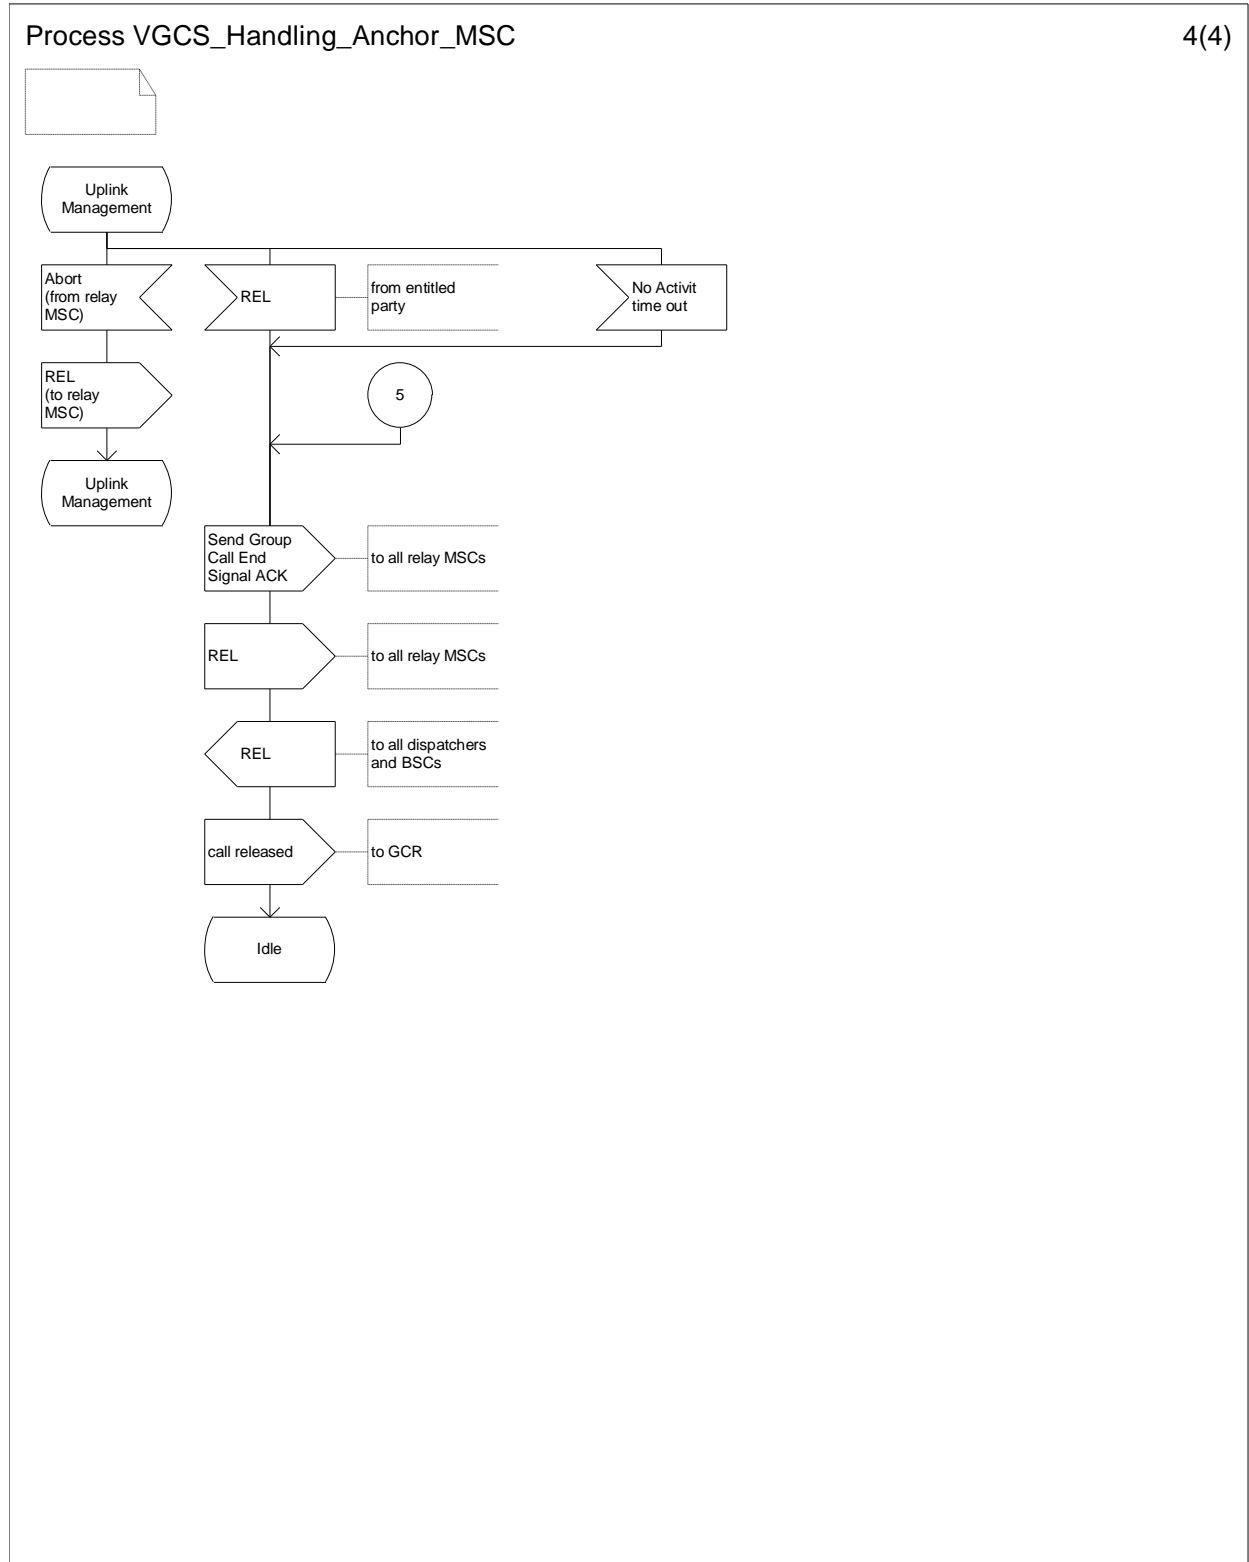 Process VGCS_Handling_Anchor_MSC
4(4)
Uplink
Management
Abort
(from relay
MSC)
REL
from entitled
party
No Activit
time out
REL
(to relay
MSC)
5
Uplink
Management
Send Group
Call End
Signal ACK
to all relay MSCs
REL
to all relay MSCs
REL
to all dispatchers
and BSCs
call released
to GCR
Idle